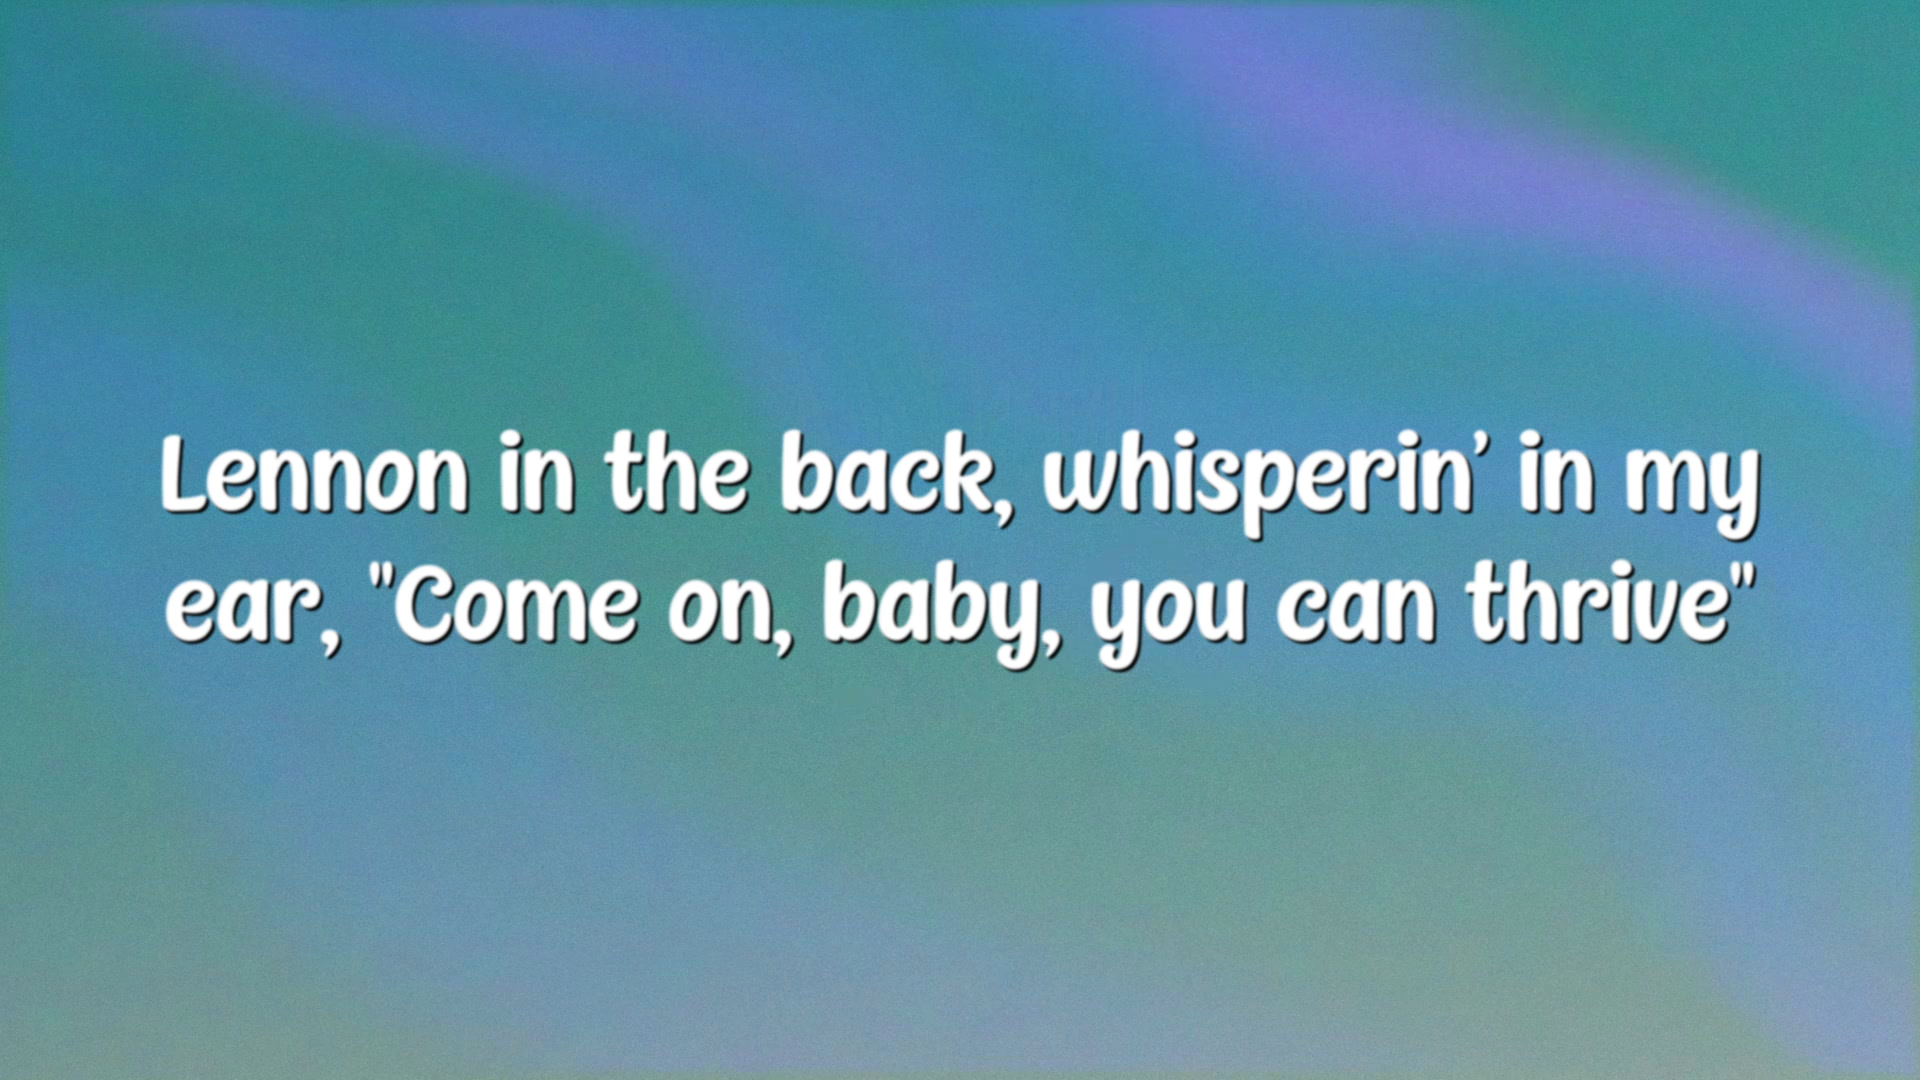 Lennon in the back, whisperin’ in my
ear, "Come on, baby, you can thrive"